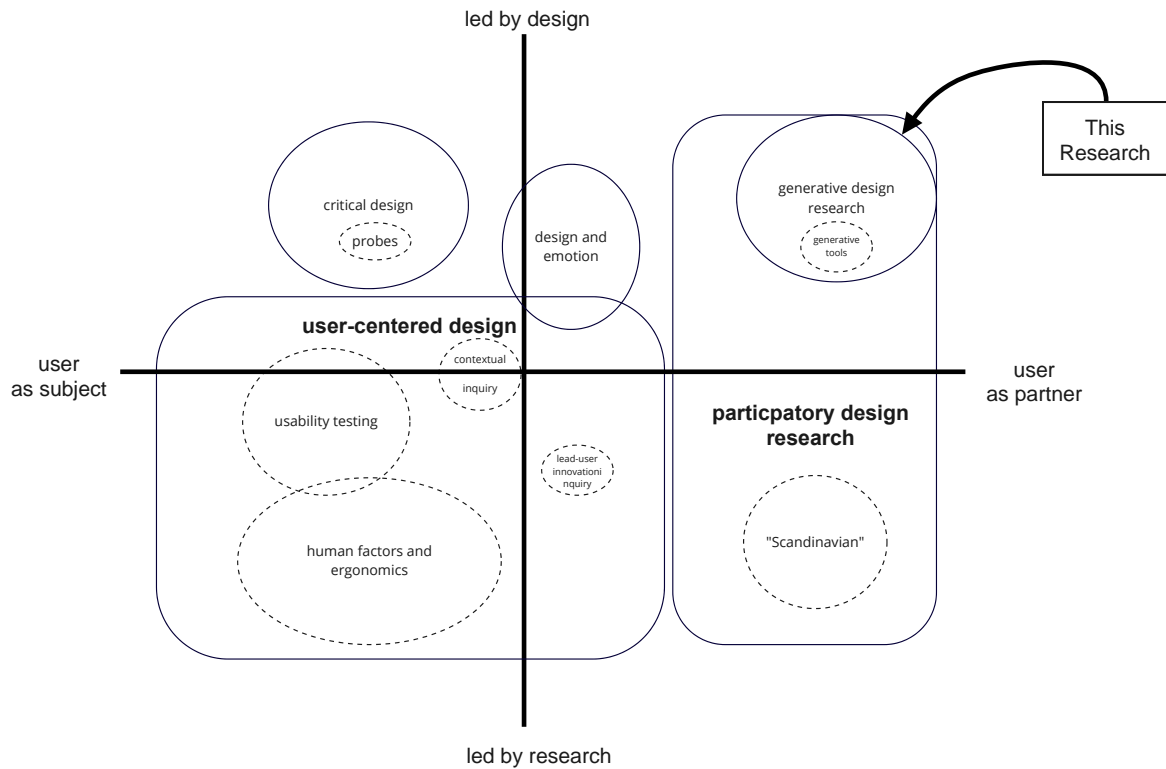 led by design
This
Research
critical design
probes
design and
emotion
generative design
research
generative
tools
user-centered design
contextual
inquiry
user
as subject
user
as partner
usability testing
particpatory design
research
lead-user
innovationi
nquiry
human factors and
ergonomics
"Scandinavian"
led by research